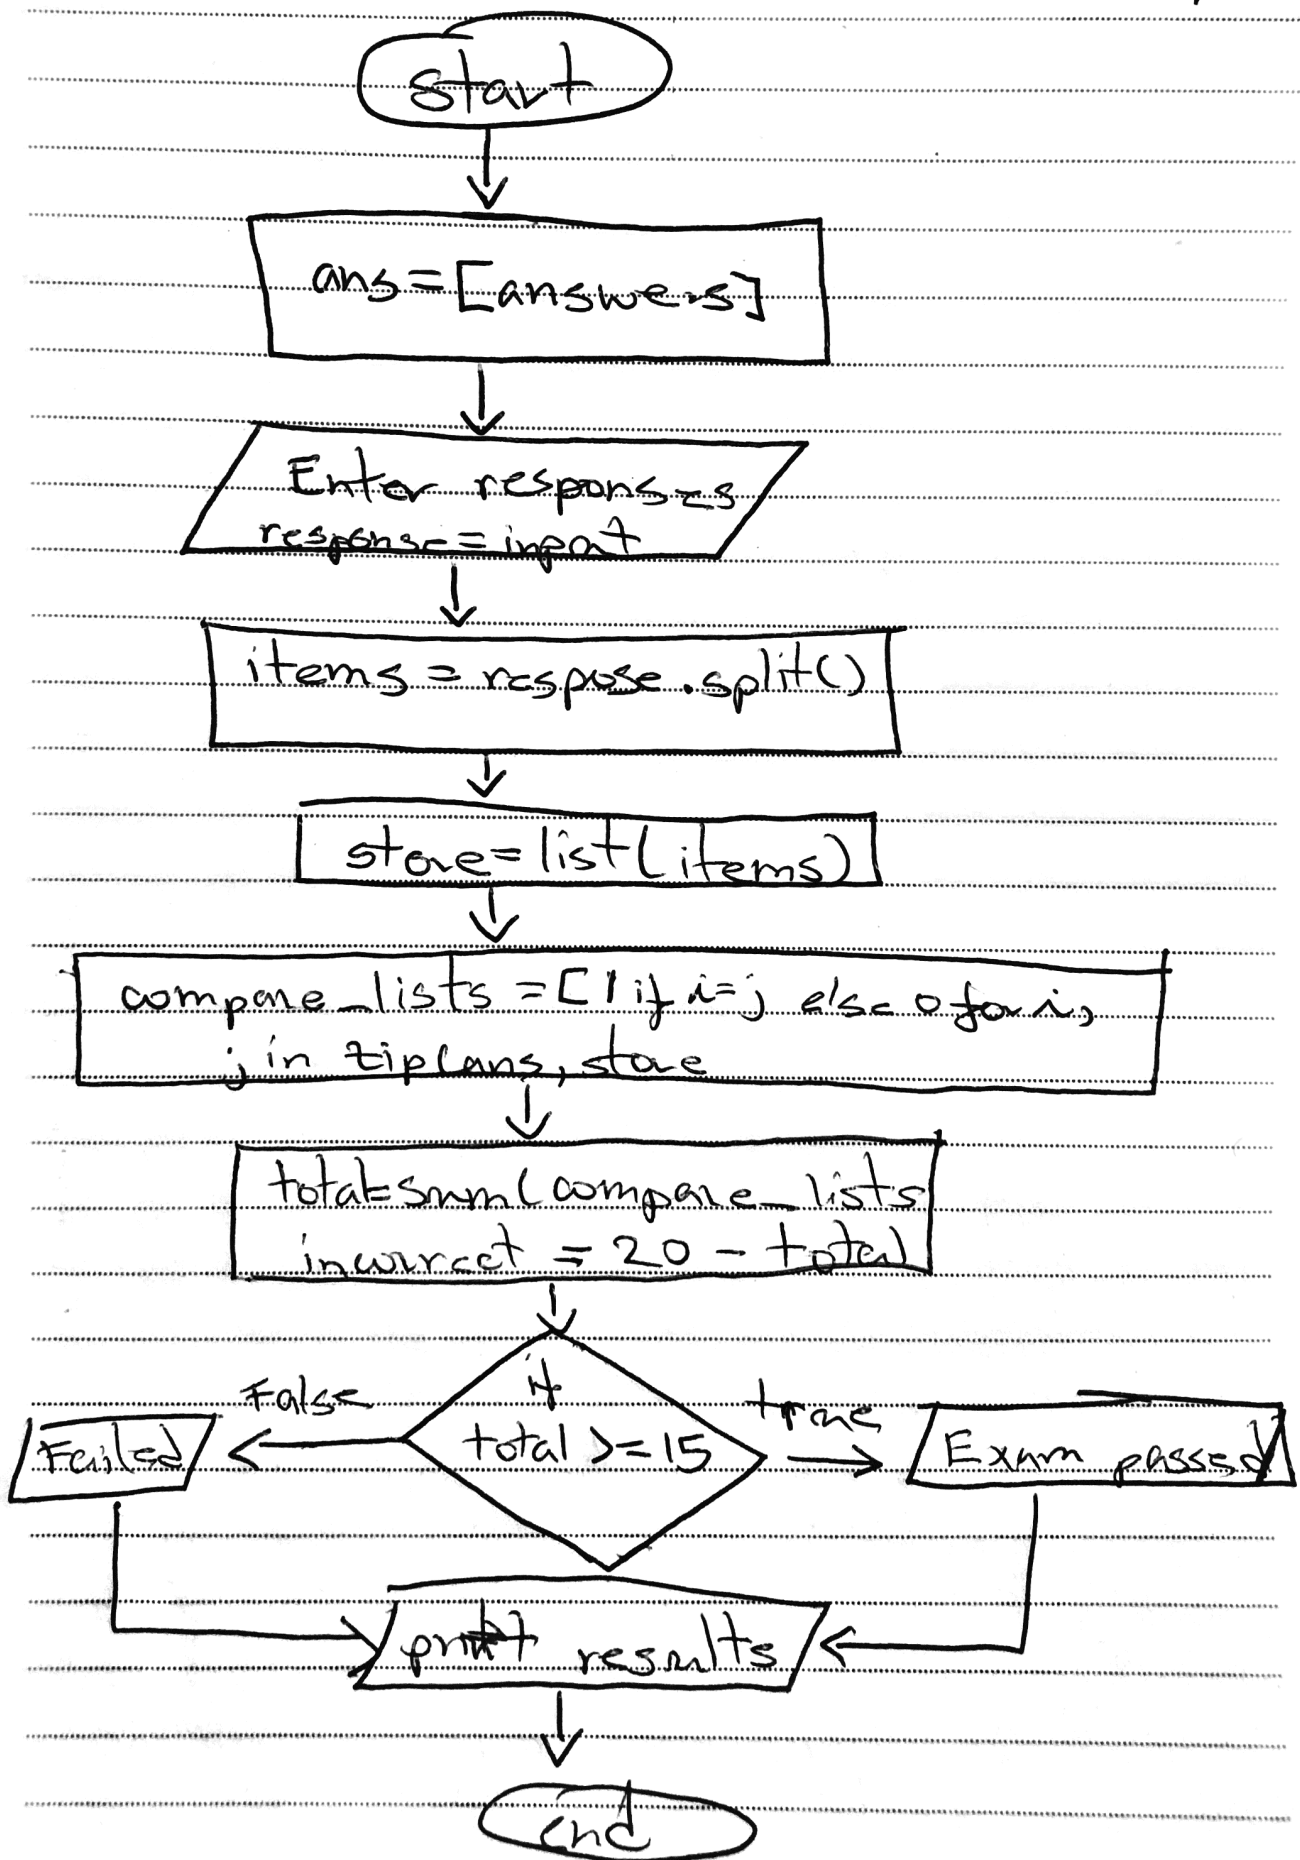 start
ans = [answers]
Enter responses
response = input
items = respose.split()
store = list(items)
compare_lists = [1 if i=j else 0 for i,
j in zip(ans, store
total=sum(compare_lists
incorrect = 20 - total
if
total >= 15
False
true
Failed
Exam passed
print results
end